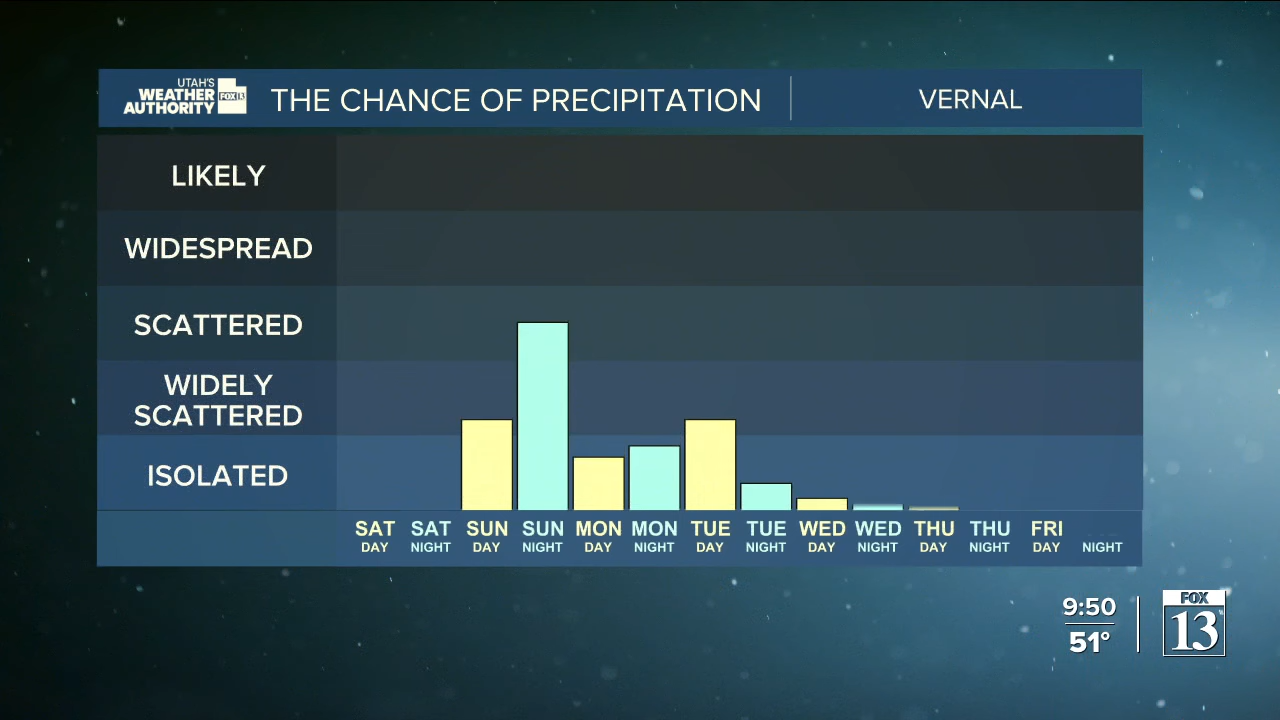 UTAH'S
WEATHER
AUTHORITY
FOX 13
THE CHANCE OF PRECIPITATION
VERNAL
LIKELY
WIDESPREAD
SCATTERED
WIDELY
SCATTERED
ISOLATED
SAT SAT SUN SUN MON MON TUE TUE WED WED THU THU FRI
DAY NIGHT DAY NIGHT DAY NIGHT DAY NIGHT DAY NIGHT DAY NIGHT DAY NIGHT
9:50
51°
FOX
13